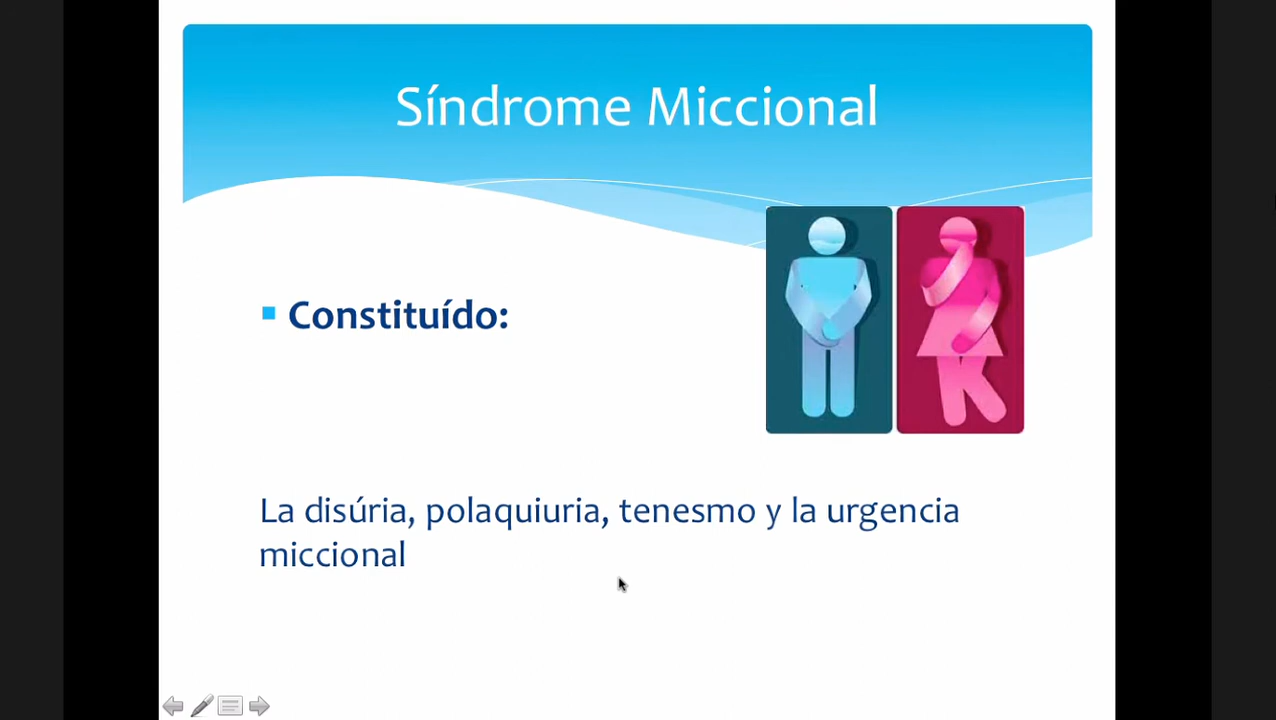 Síndrome Miccional
Constituído:
La disúria, polaquiuria, tenesmo y la urgencia
miccional